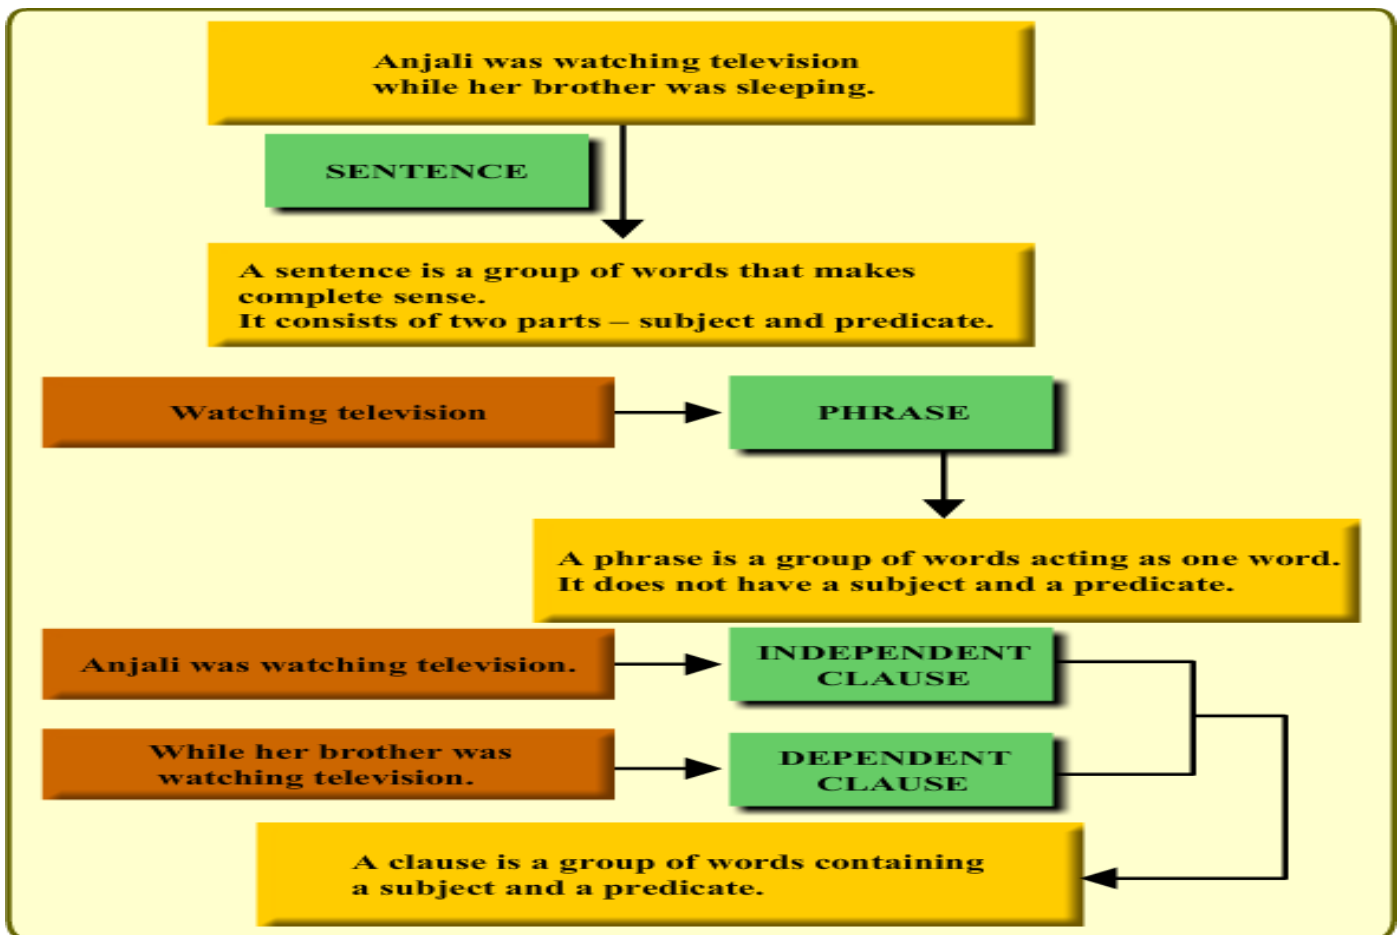 Anjali was watching television
while her brother was sleeping.
SENTENCE
A sentence is a group of words that makes
complete sense.
It consists of two parts – subject and predicate.
Watching television
PHRASE
A phrase is a group of words acting as one word.
It does not have a subject and a predicate.
Anjali was watching television.
INDEPENDENT
CLAUSE
While her brother was
watching television.
DEPENDENT
CLAUSE
A clause is a group of words containing
a subject and a predicate.